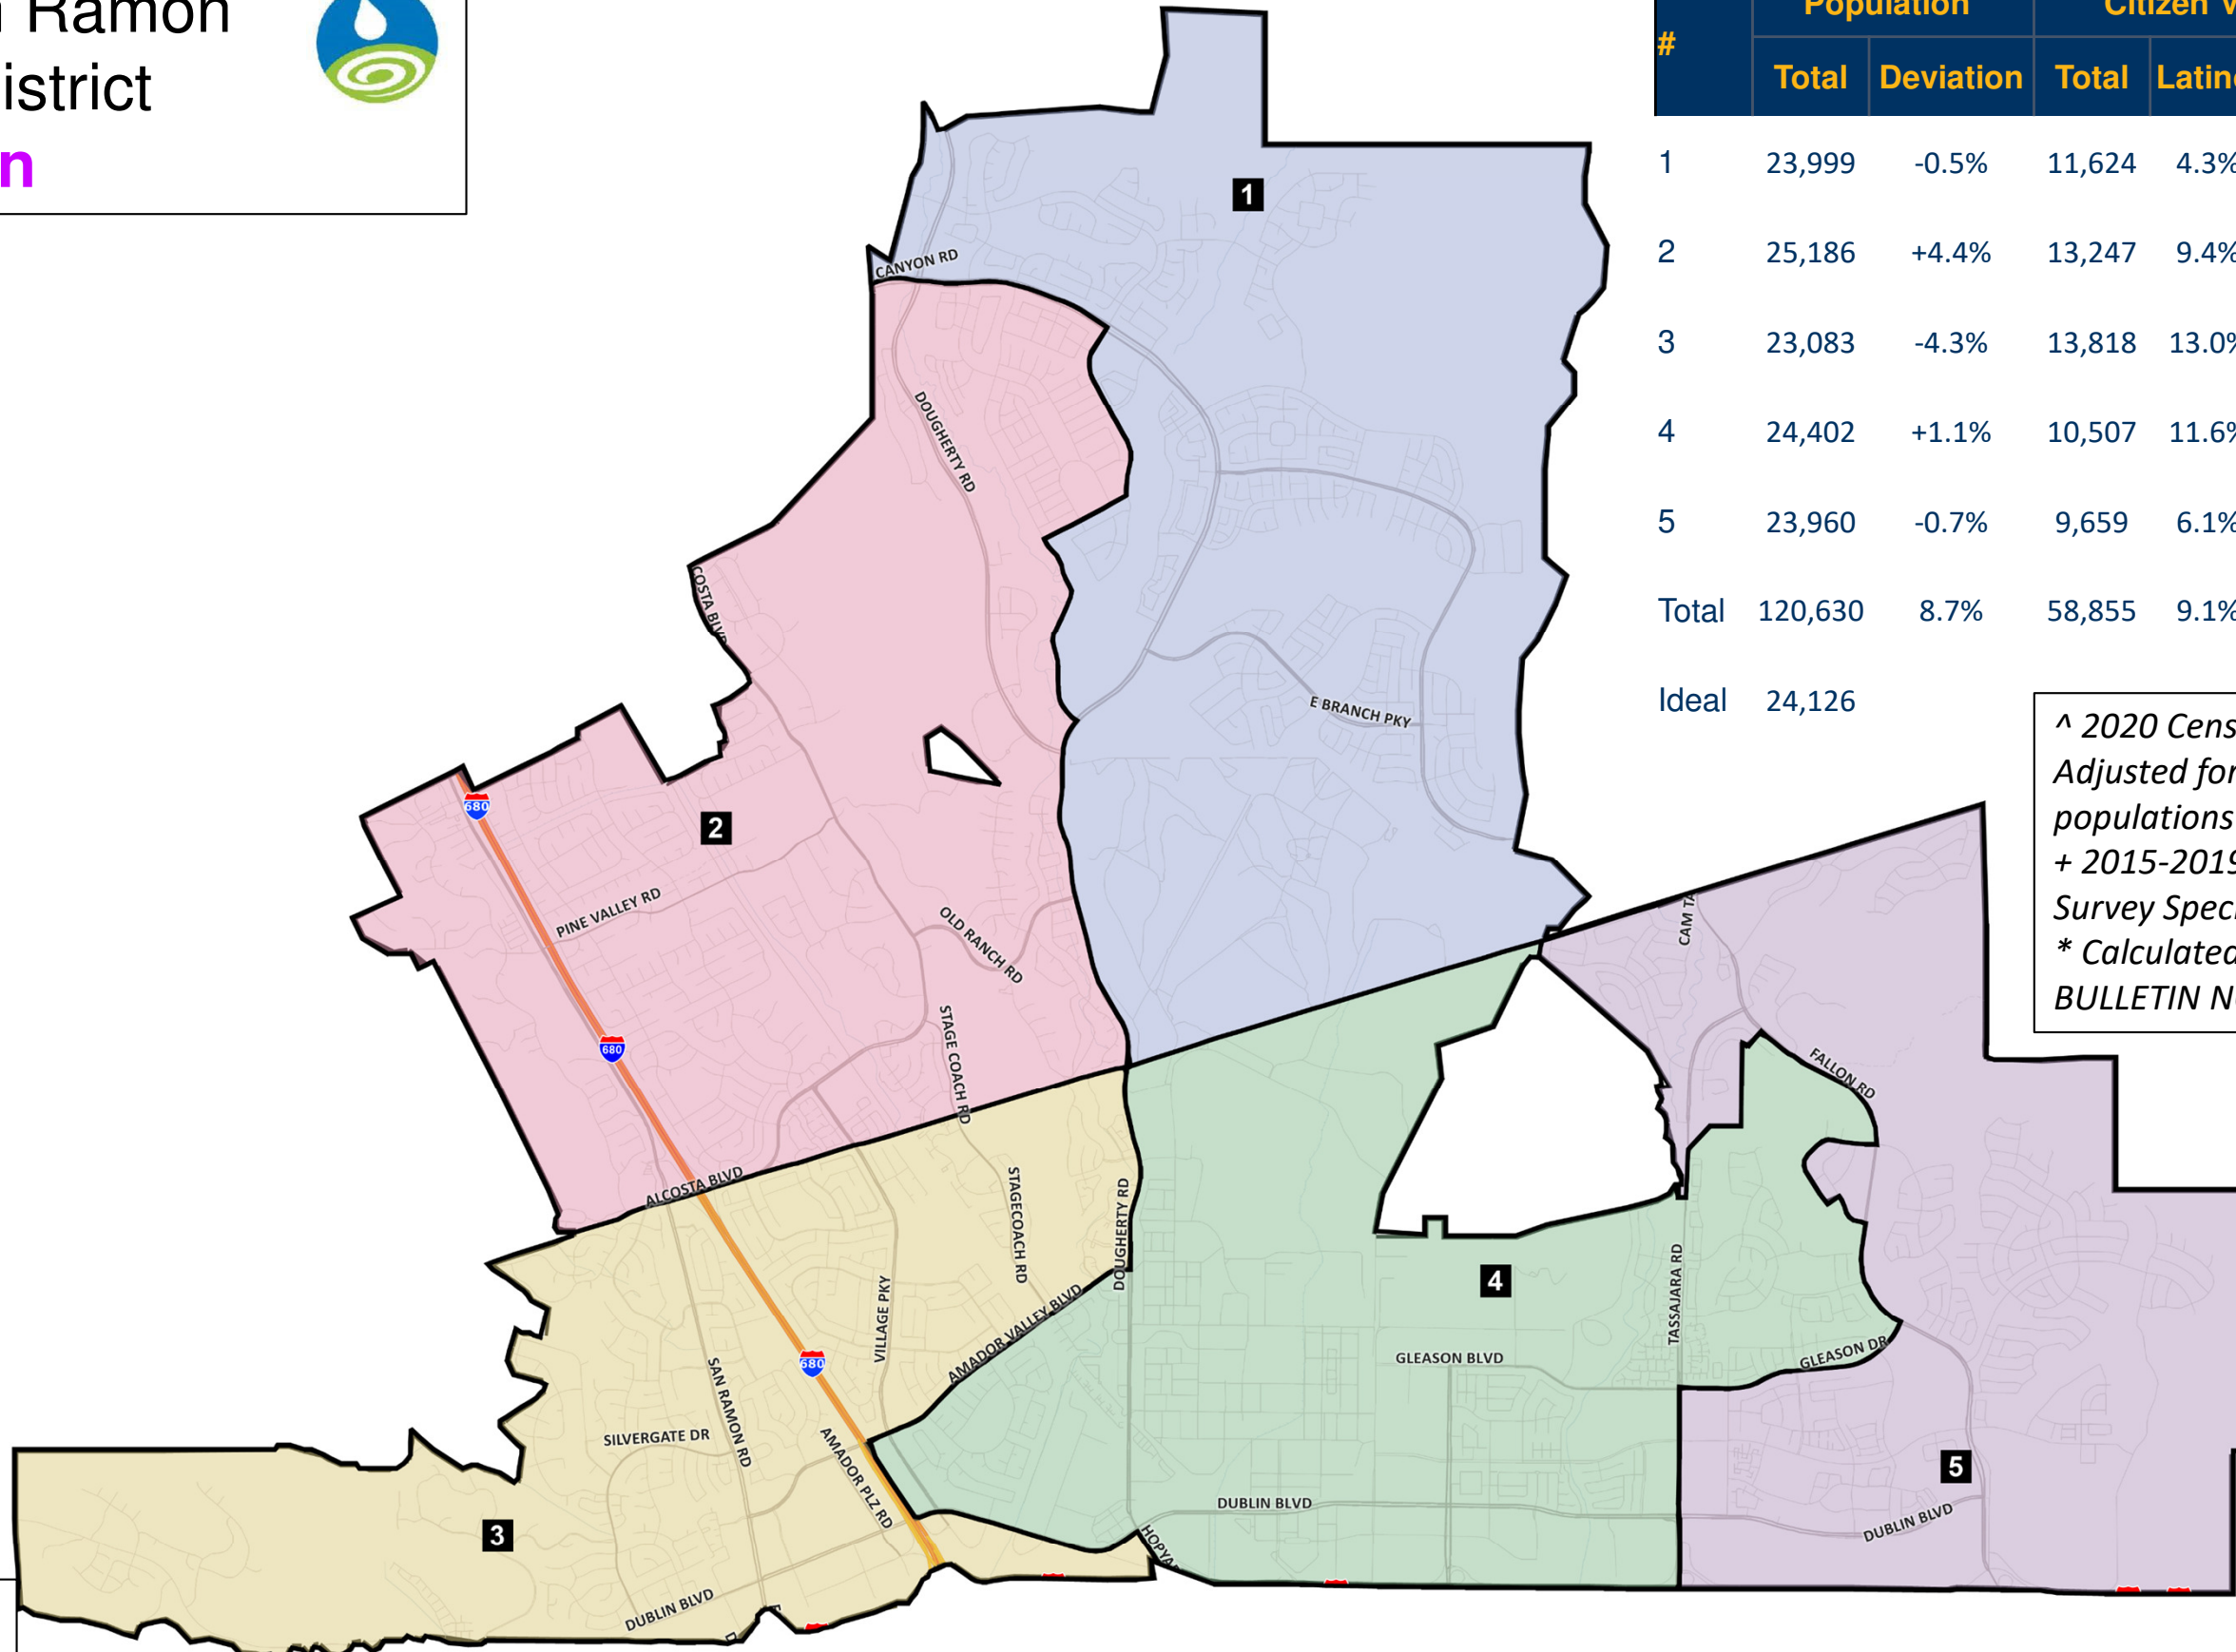 Ramon
istrict
n
# Population Citizen V
Total Deviation Total Latin
1 23,999 -0.5% 11,624 4.3%
2 25,186 +4.4% 13,247 9.4%
3 23,083 -4.3% 13,818 13.0%
4 24,402 +1.1% 10,507 11.6%
5 23,960 -0.7% 9,659 6.1%
Total 120,630 8.7% 58,855 9.1%
Ideal 24,126
^ 2020 Cens
Adjusted for
populations
+ 2015-2019
Survey Spec
* Calculated
BULLETIN N
1
CANYON RD
DOUGHERTY RD
COSTA BLVD
E BRANCH PKY
680
2
PINE VALLEY RD
OLD RANCH RD
CAM TA
680
STAGE COACH RD
FALLON RD
ALCOSTA BLVD
STAGECOACH RD
DOUGHERTY RD
TASSAJARA RD
4
VILLAGE PKY
AMADOR VALLEY BLVD
680
GLEASON BLVD
GLEASON DR
SAN RAMON RD
SILVERGATE DR
AMADOR PLZ RD
5
DUBLIN BLVD
DUBLIN BLVD
3
HOPYA
DUBLIN BLVD